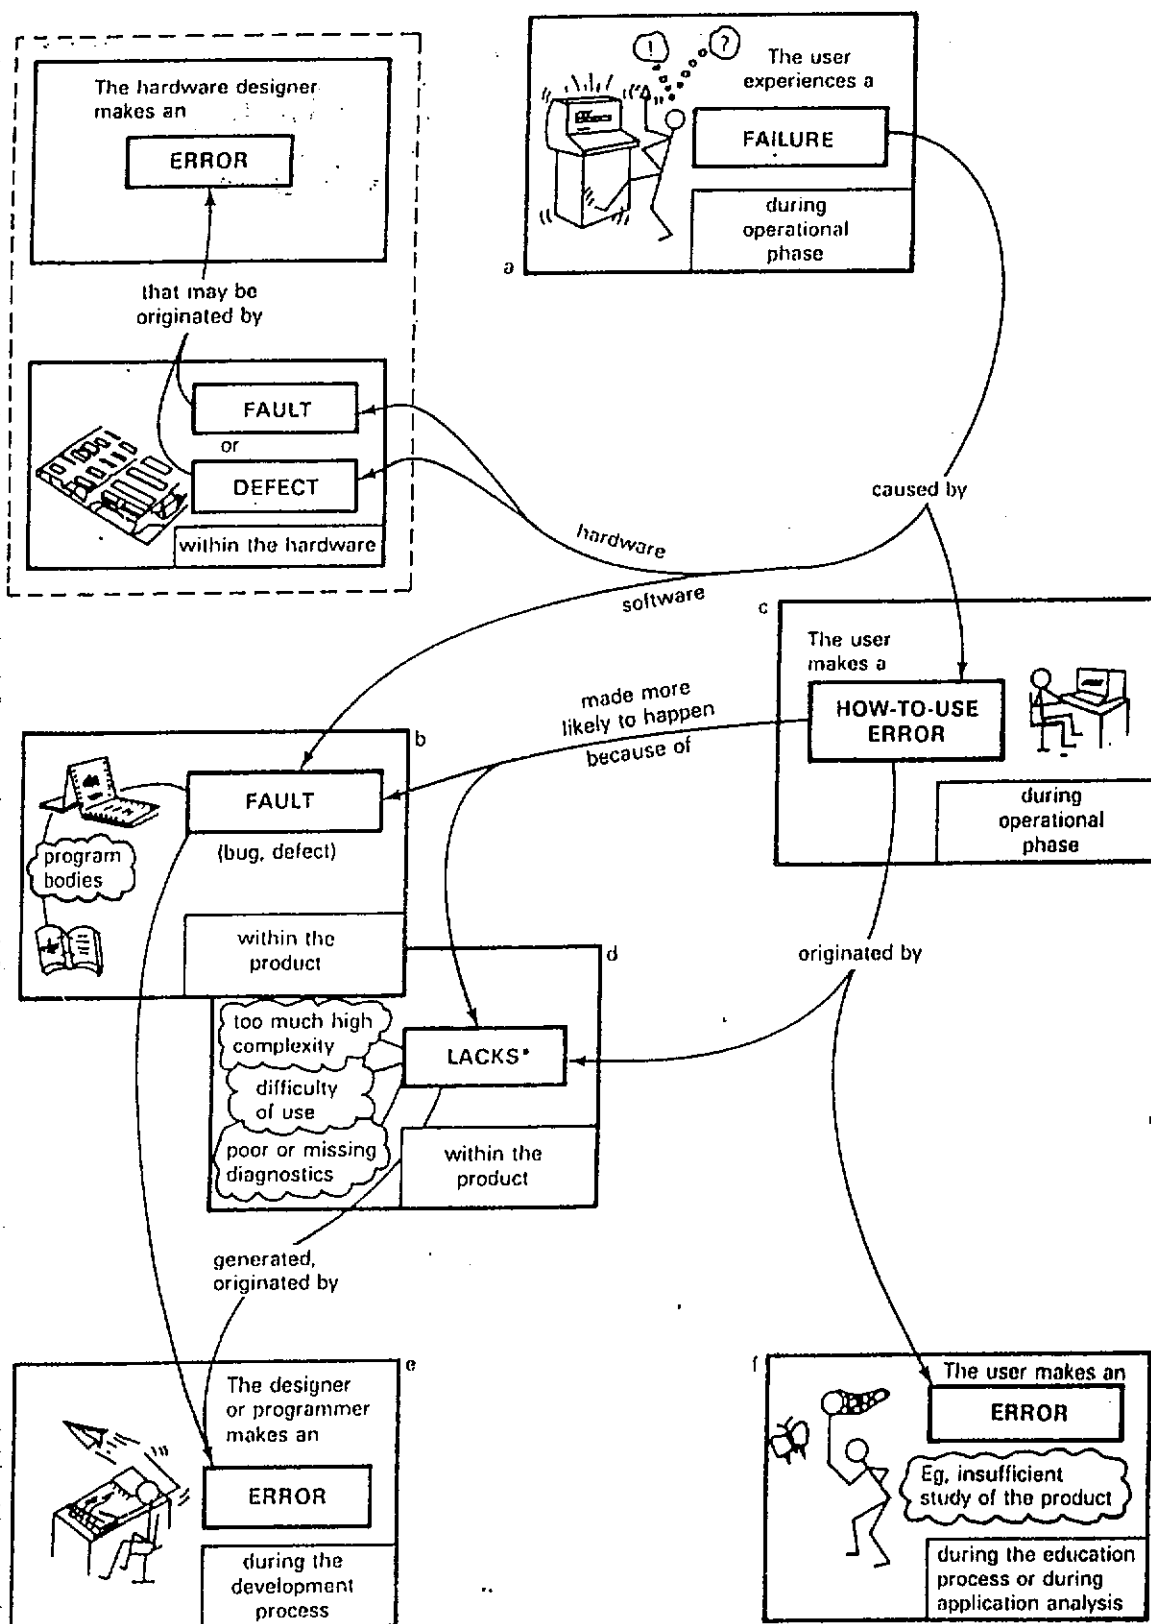 The hardware designer
makes an
ERROR
that may be
originated by
FAULT
or
DEFECT
within the hardware
!
?
The user
experiences a
FAILURE
during
operational
phase
a
caused by
hardware
software
c
The user
makes a
HOW-TO-USE
ERROR
during
operational
phase
made more
likely to happen
because of
b
FAULT
(bug, defect)
program
bodies
within the
product
d
too much high
complexity
LACKS*
difficulty
of use
poor or missing
diagnostics
within the
product
originated by
generated,
originated by
e
The designer
or programmer
makes an
ERROR
during the
development
process
f
The user makes an
ERROR
Eg, insufficient
study of the product
during the education
process or during
application analysis